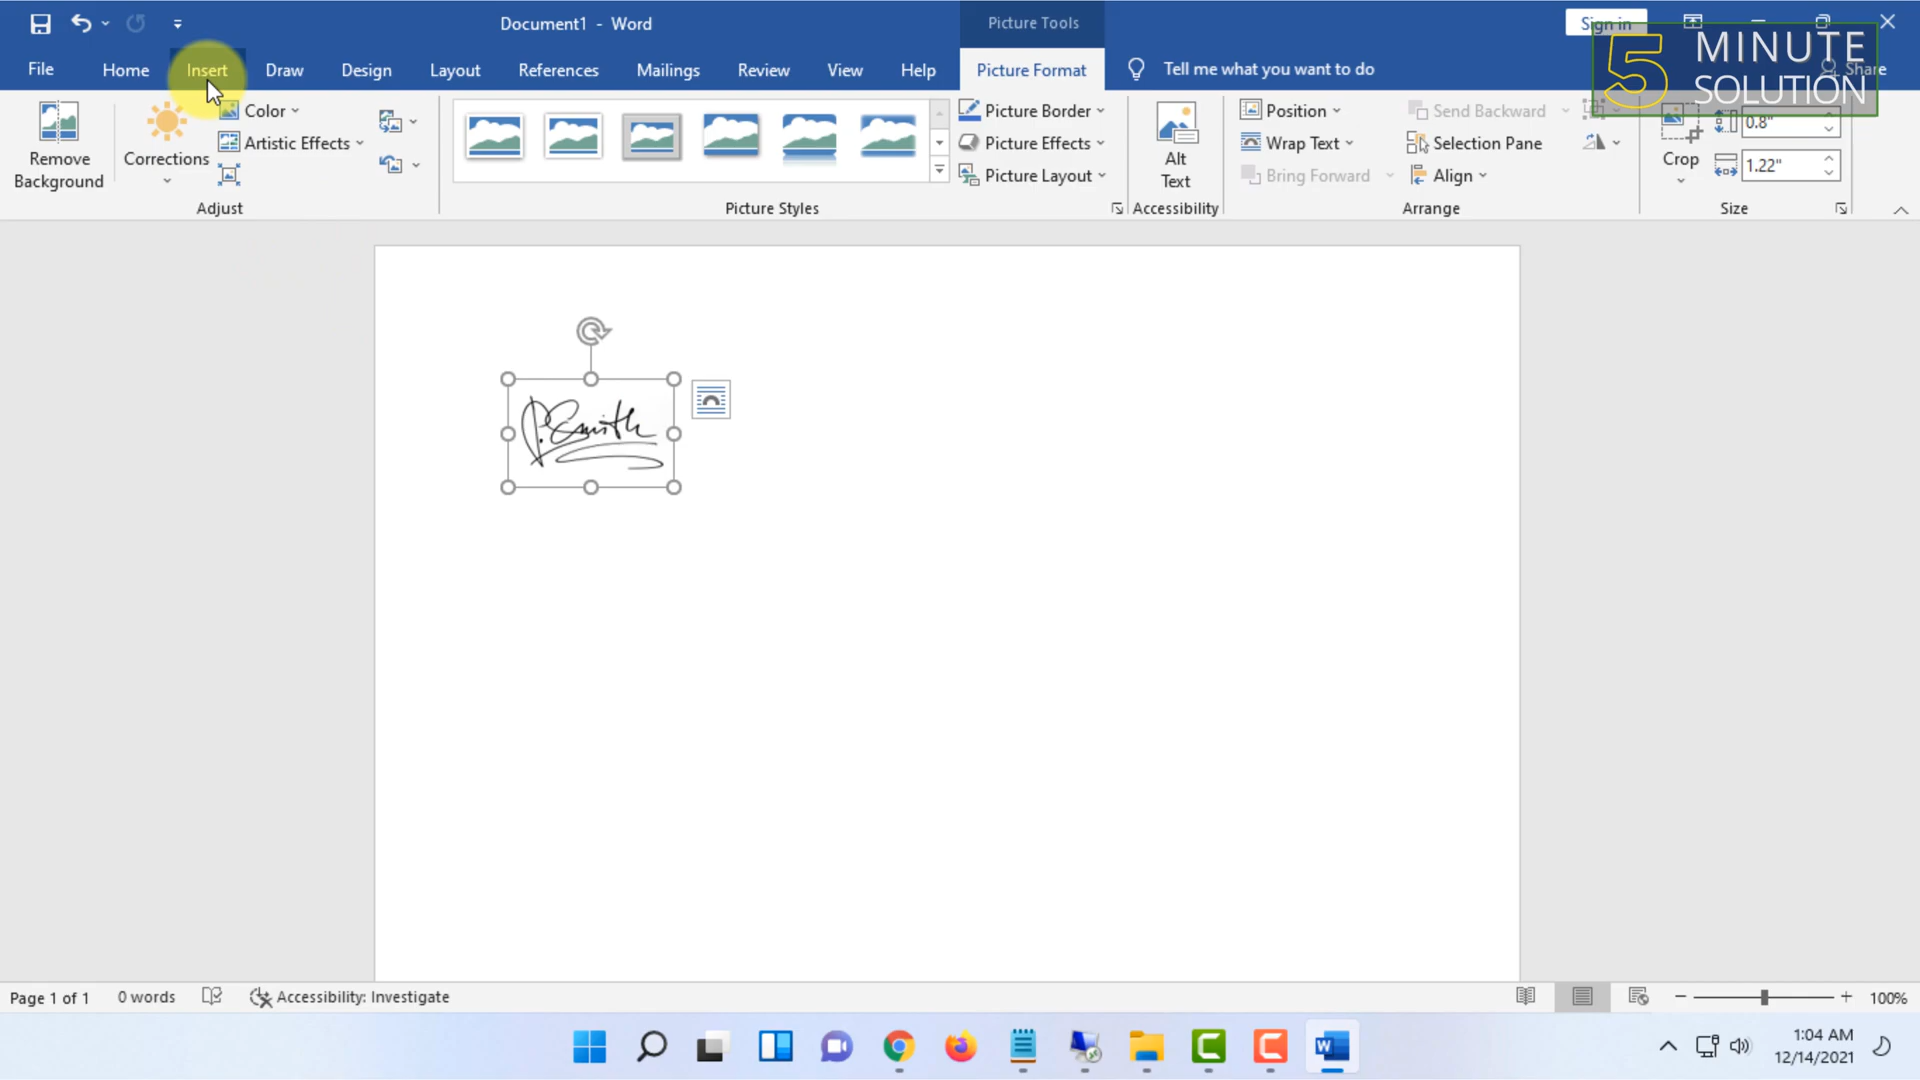 Document1 - Word
Picture Tools
Sign in
5 MINUTE
SOLUTION
File
Home
Insert
Draw
Design
Layout
References
Mailings
Review
View
Help
Picture Format
Tell me what you want to do
Share
Remove
Background
Corrections
Color
Artistic Effects
Adjust
Picture Styles
Picture Border
Picture Effects
Picture Layout
Alt
Text
Accessibility
Position
Wrap Text
Bring Forward
Send Backward
Selection Pane
Align
Arrange
Crop
0.8"
1.22"
Size
P. Smith
Page 1 of 1
0 words
Accessibility: Investigate
100%
1:04 AM
12/14/2021